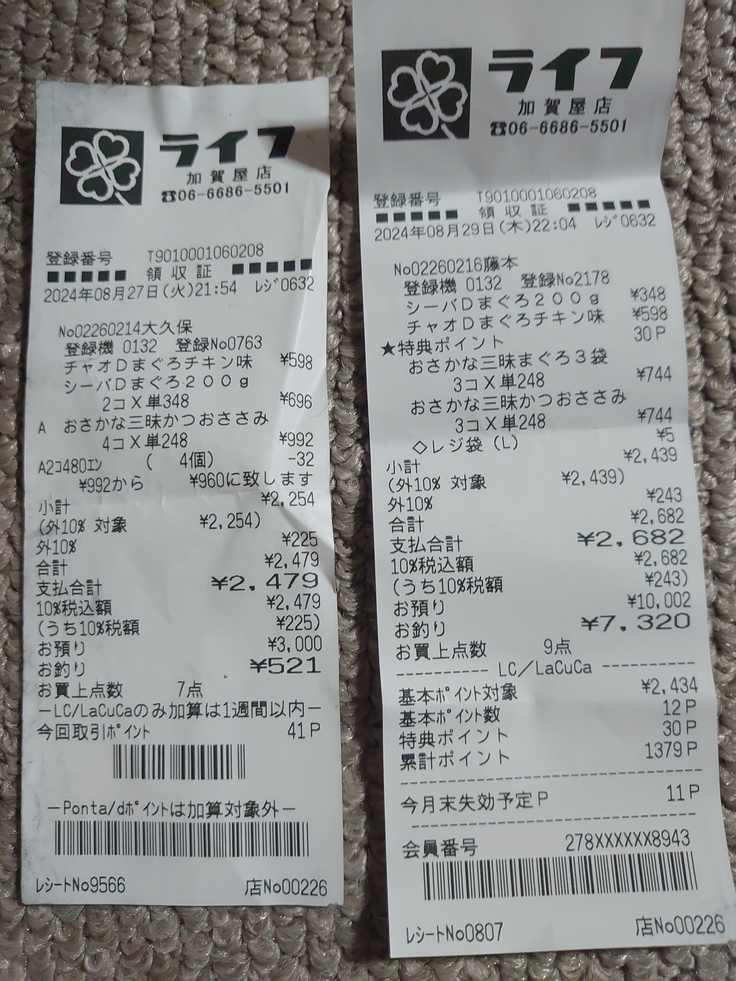 ライフ
加賀屋店
☎06-6686-5501
登録番号 T9010001060208
■■■■■ 領収証 ■■■■■
2024年08月27日(火)21:54 レジ0632
No02260214大久保
登録機 0132 登録No0763
チャオDまぐろチキン味 ¥598
シーバDまぐろ200g
2コX単348 ¥696
A おさかな三昧かつおささみ
4コX単248 ¥992
A2コ480エン ( 4個) -32
¥992から ¥960に致します
小計 ¥2,254
(外10% 対象 ¥2,254)
外10% ¥225
合計 ¥2,479
支払合計 ¥2,479
10%税込額 ¥2,479
(うち10%税額 ¥225)
お預り ¥3,000
お釣り ¥521
お買上点数 7点
-LC/LaCuCaのみ加算は1週間以内-
今回取引ポイント 41P
-Ponta/dポイントは加算対象外-
レシートNo9566 店No00226
ライフ
加賀屋店
☎06-6686-5501
登録番号 T9010001060208
■■■■■ 領収証 ■■■■■
2024年08月29日(木)22:04 レジ0632
No02260216藤本
登録機 0132 登録No2178
シーバDまぐろ200g ¥348
チャオDまぐろチキン味 ¥598
★特典ポイント 30P
おさかな三昧まぐろ3袋
3コX単248 ¥744
おさかな三昧かつおささみ
3コX単248 ¥744
◇レジ袋(L) ¥5
小計 ¥2,439
(外10% 対象 ¥2,439)
外10% ¥243
合計 ¥2,682
支払合計 ¥2,682
10%税込額 ¥2,682
(うち10%税額 ¥243)
お預り ¥10,002
お釣り ¥7,320
お買上点数 9点
---------- LC/LaCuCa ----------
基本ポイント対象 ¥2,434
基本ポイント数 12P
特典ポイント 30P
累計ポイント 1379P
今月末失効予定P 11P
会員番号 278XXXXXX8943
レシートNo0807 店No00226